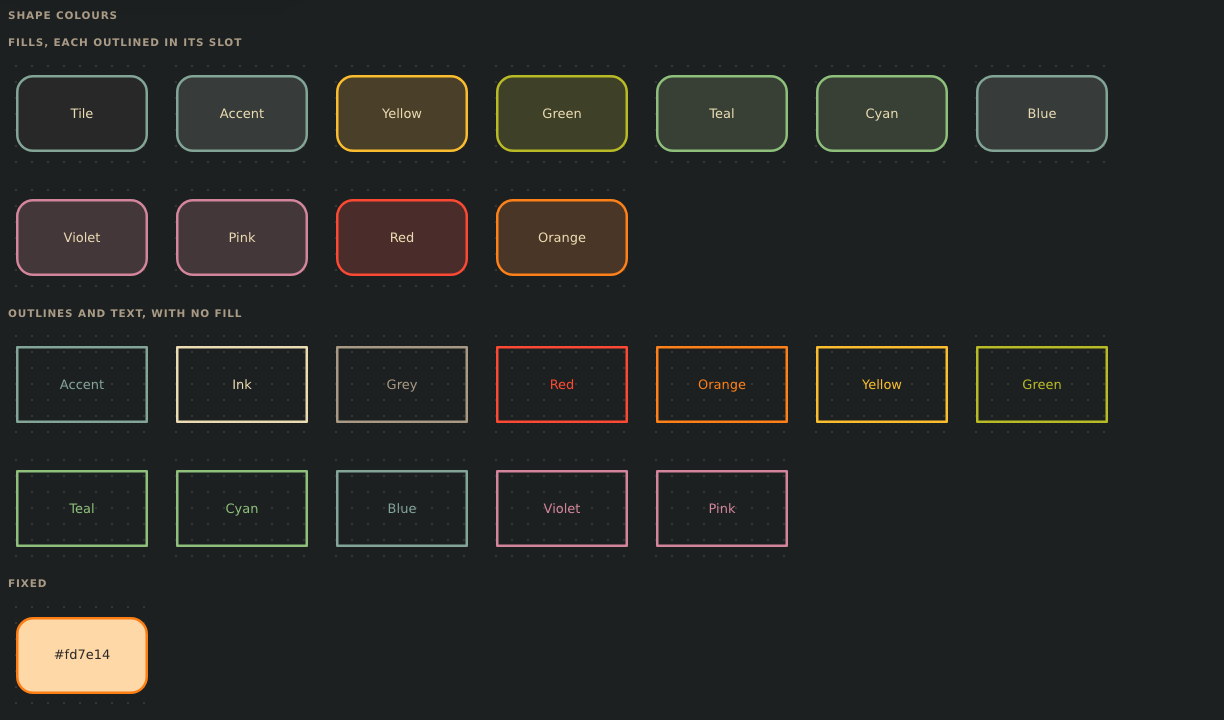 SHAPE COLOURS
FILLS, EACH OUTLINED IN ITS SLOT
Tile Accent Yellow Green Teal Cyan Blue
Violet Pink Red Orange
OUTLINES AND TEXT, WITH NO FILL
Accent Ink Grey Red Orange Yellow Green
Teal Cyan Blue Violet Pink
FIXED
#fd7e14